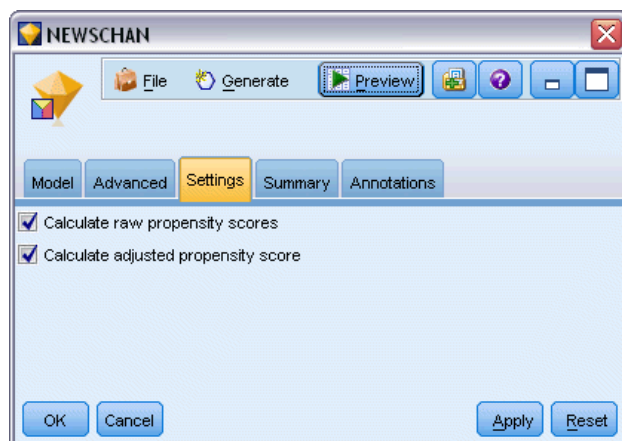 NEWSCHAN
File Generate Preview
Model Advanced Settings Summary Annotations
Calculate raw propensity scores
Calculate adjusted propensity score
OK Cancel Apply Reset